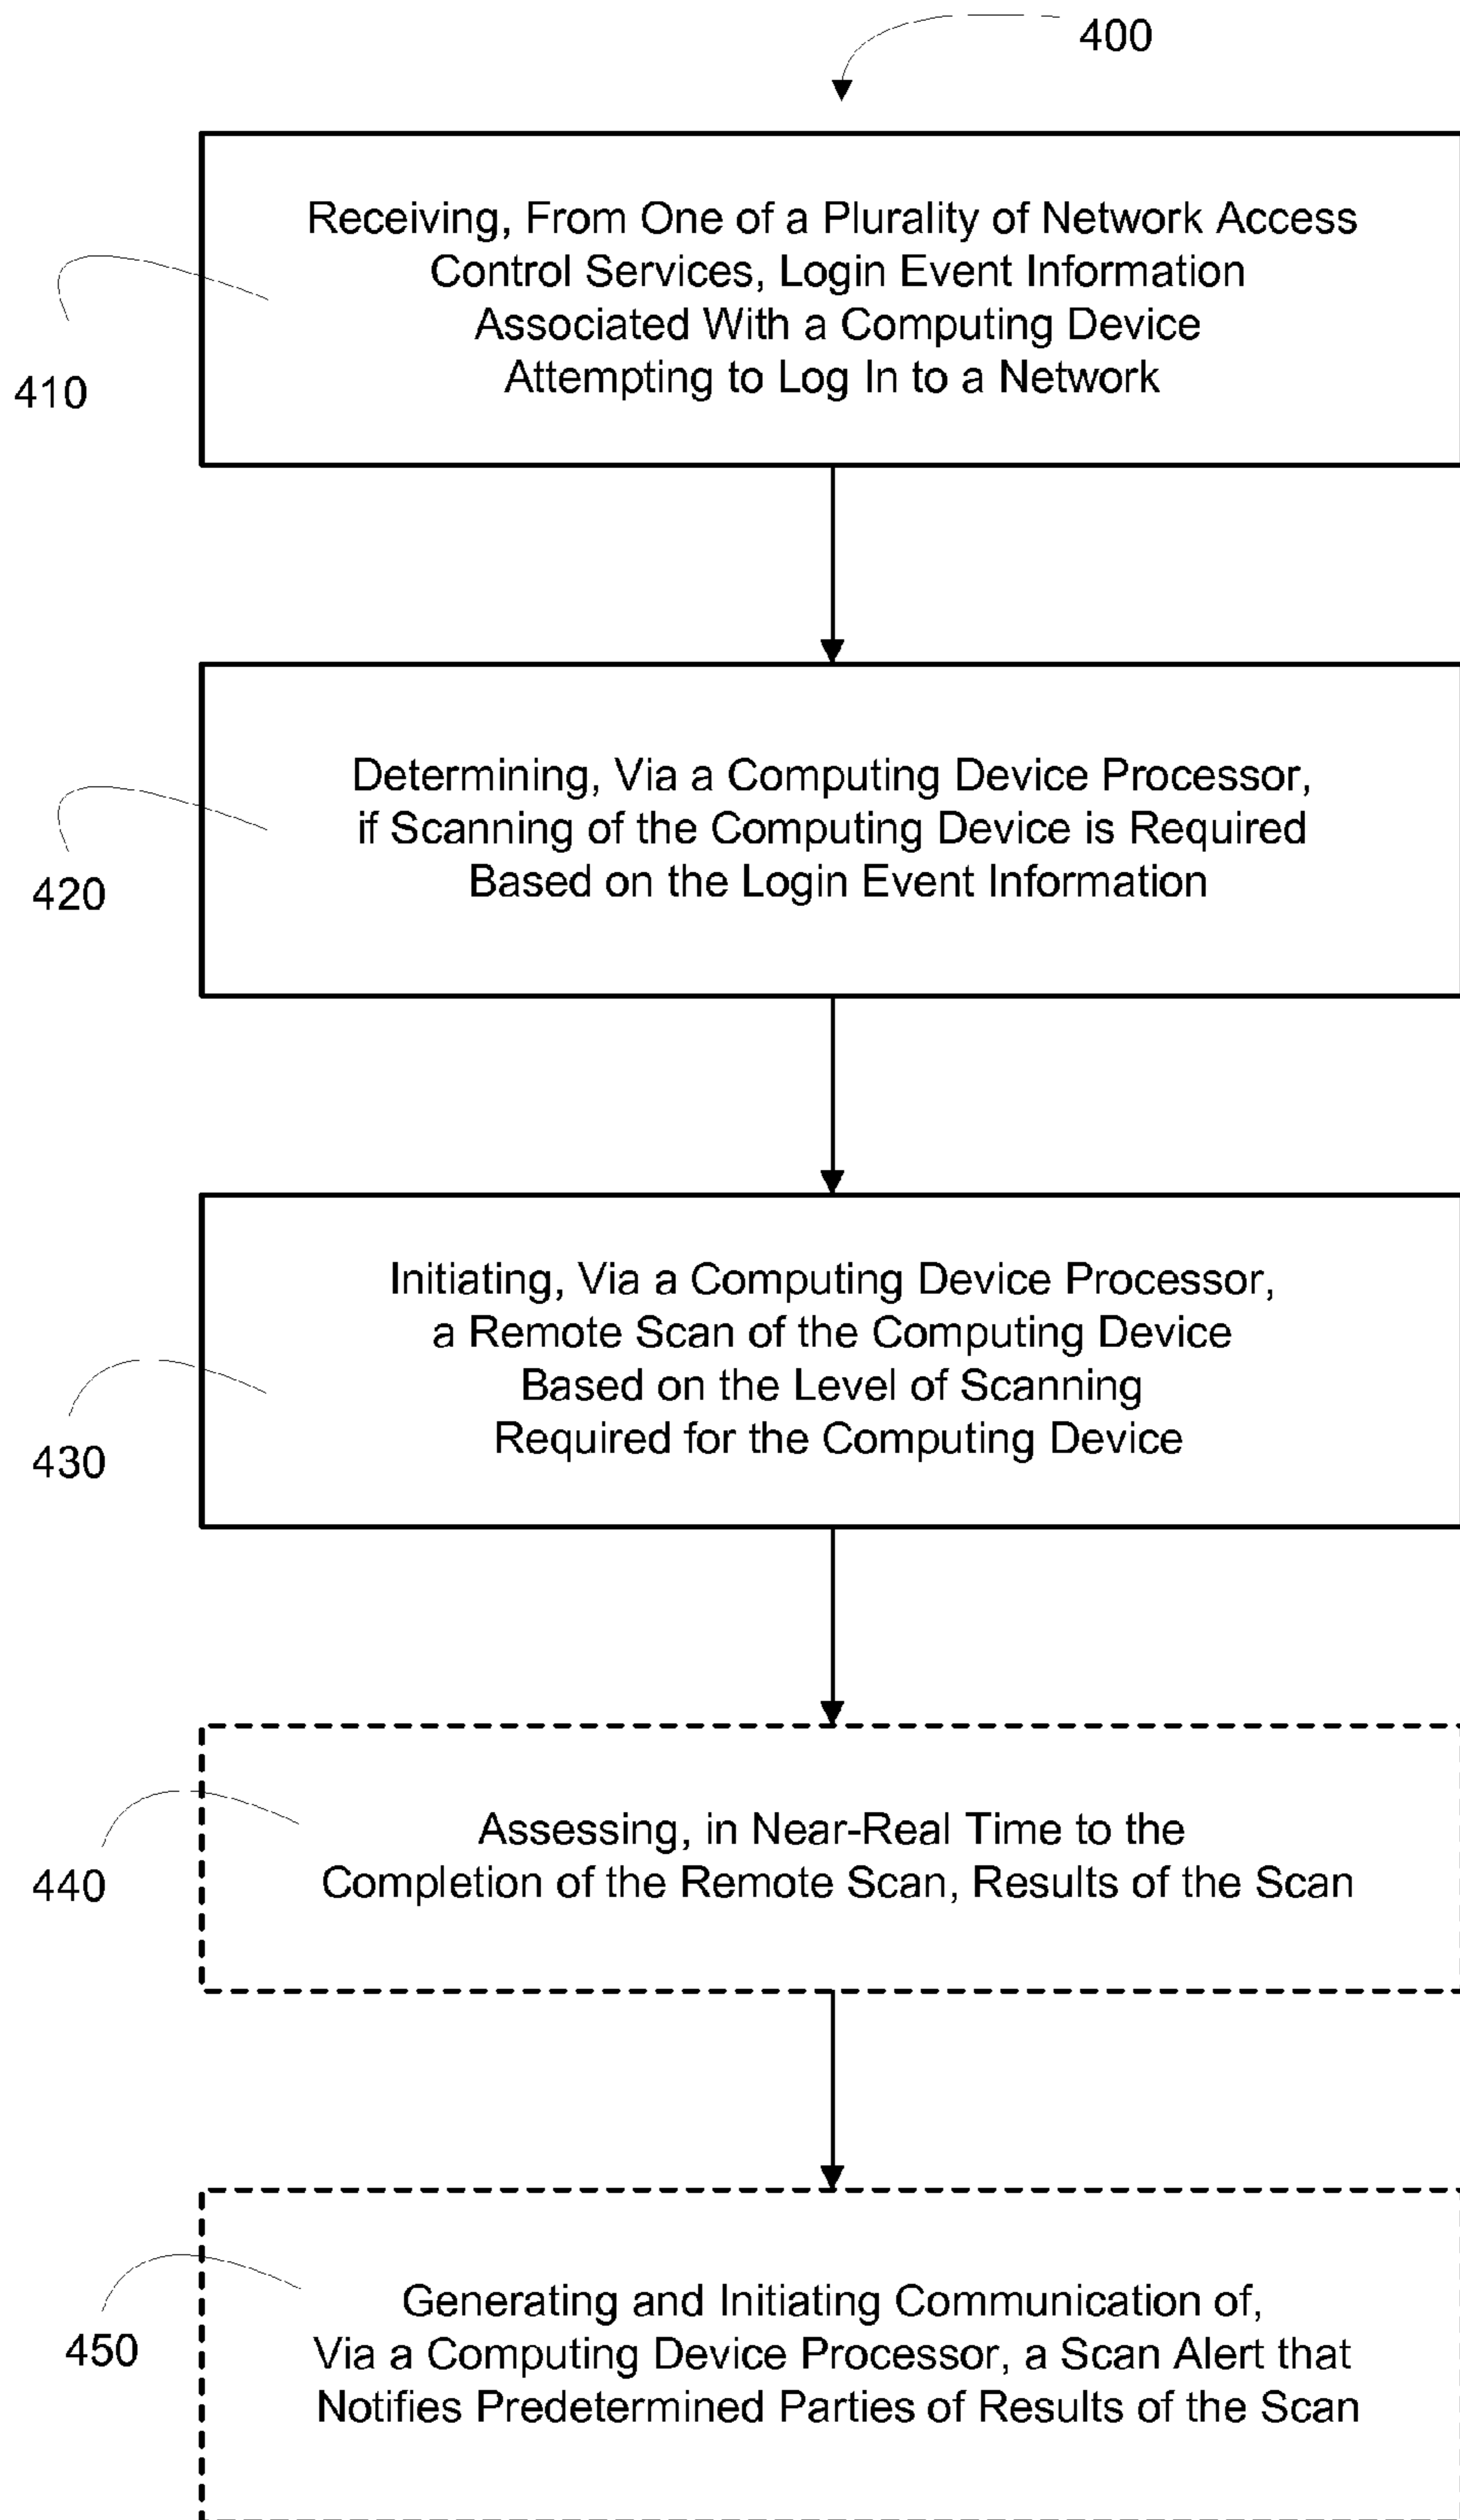 400
Receiving, From One of a Plurality of Network Access
Control Services, Login Event Information
Associated With a Computing Device
Attempting to Log In to a Network
410
Determining, Via a Computing Device Processor,
if Scanning of the Computing Device is Required
Based on the Login Event Information
420
Initiating, Via a Computing Device Processor,
a Remote Scan of the Computing Device
Based on the Level of Scanning
Required for the Computing Device
430
Assessing, in Near-Real Time to the
Completion of the Remote Scan, Results of the Scan
440
Generating and Initiating Communication of,
Via a Computing Device Processor, a Scan Alert that
Notifies Predetermined Parties of Results of the Scan
450